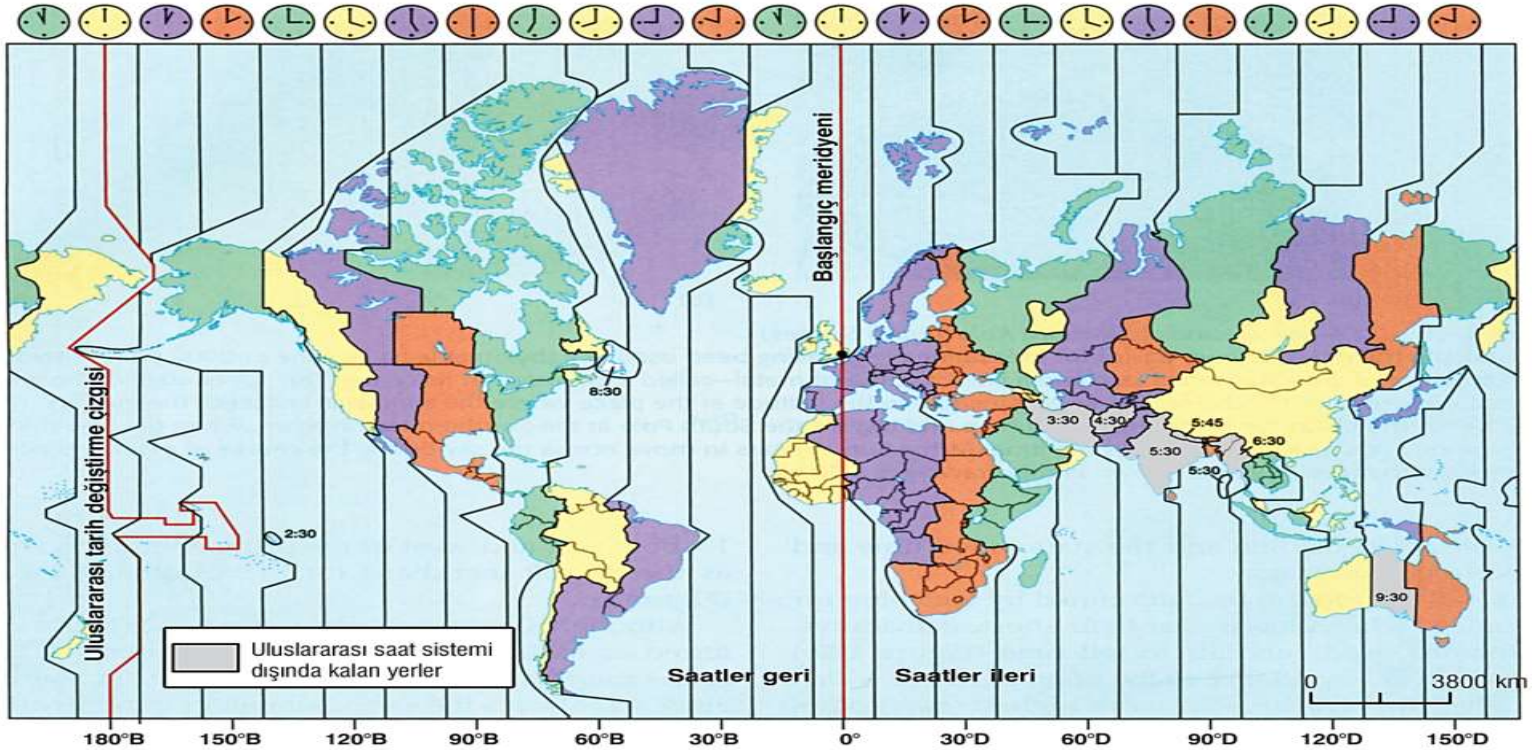 Başlangıç meridyeni
Uluslararası tarih değiştirme çizgisi
8:30
3:30
4:30
5:45
5:30
5:30
6:30
2:30
9:30
Uluslararası saat sistemi
dışında kalan yerler
Saatler geri
Saatler ileri
0 3800 km
180°B 150°B 120°B 90°B 60°B 30°B 0° 30°D 60°D 90°D 120°D 150°D